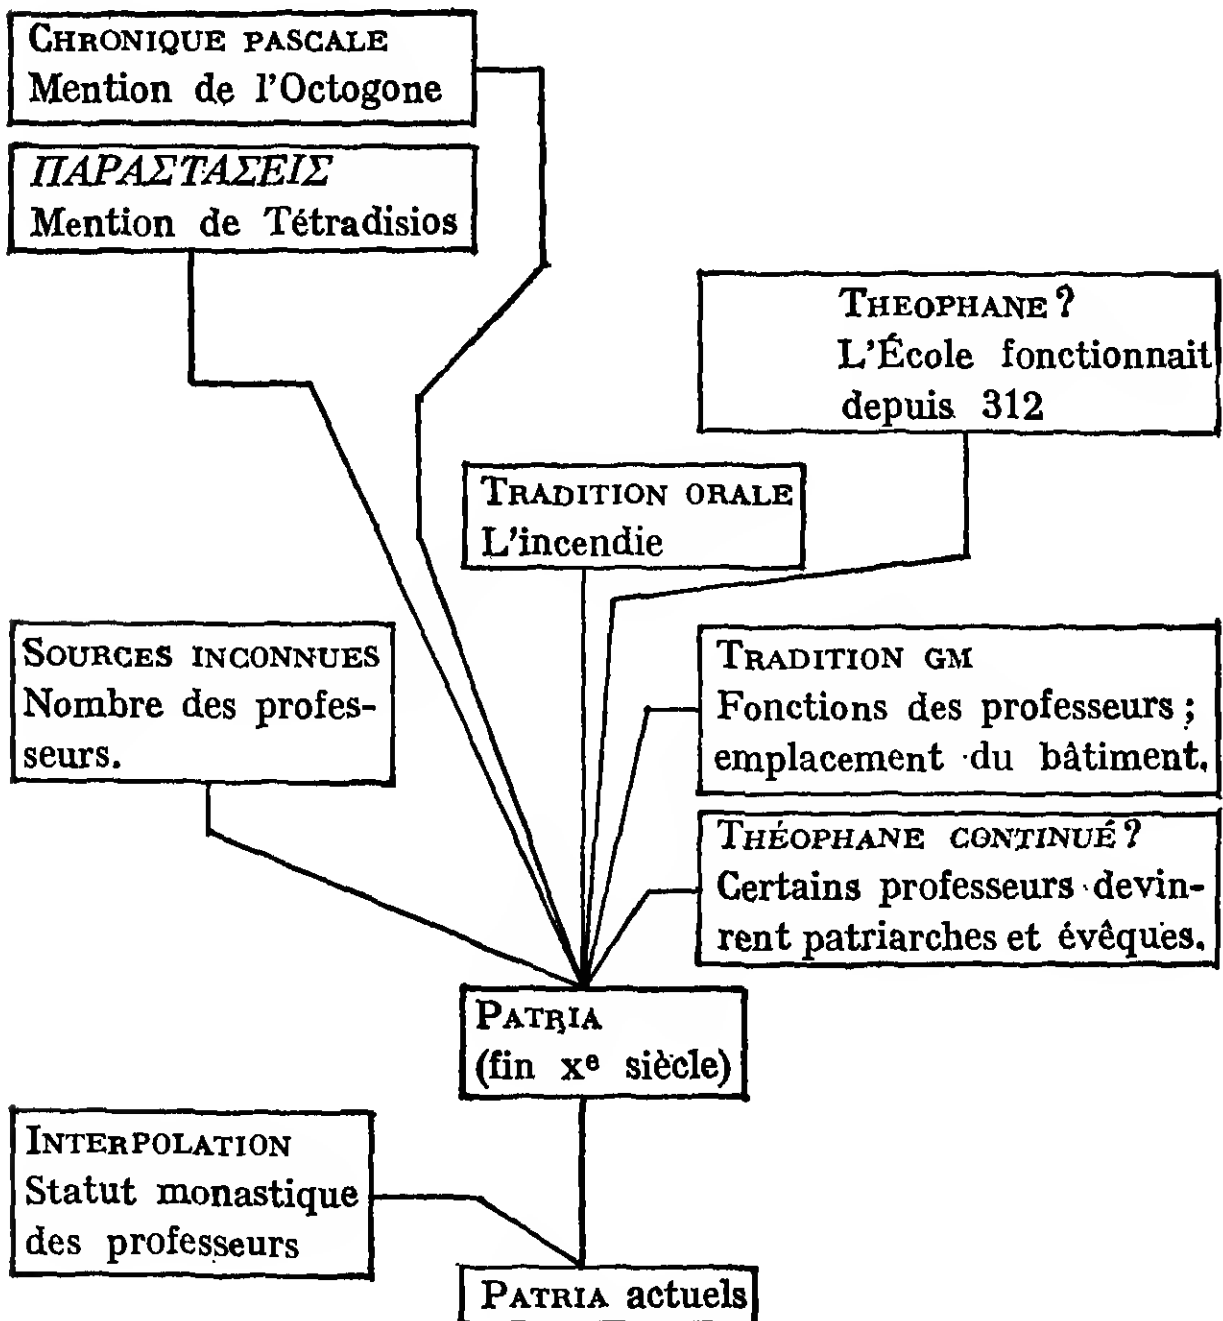 CHRONIQUE PASCALE
Mention de l'Octogone
ΠΑΡΑΣΤΑΣΕΙΣ
Mention de Tétradisios
THEOPHANE ?
L'École fonctionnait
depuis 312
TRADITION ORALE
L'incendie
SOURCES INCONNUES
Nombre des profes-
seurs.
TRADITION GM
Fonctions des professeurs ;
emplacement du bâtiment.
THÉOPHANE CONTINUÉ ?
Certains professeurs devin-
rent patriarches et évêques.
PATRIA
(fin Xe siècle)
INTERPOLATION
Statut monastique
des professeurs
PATRIA actuels